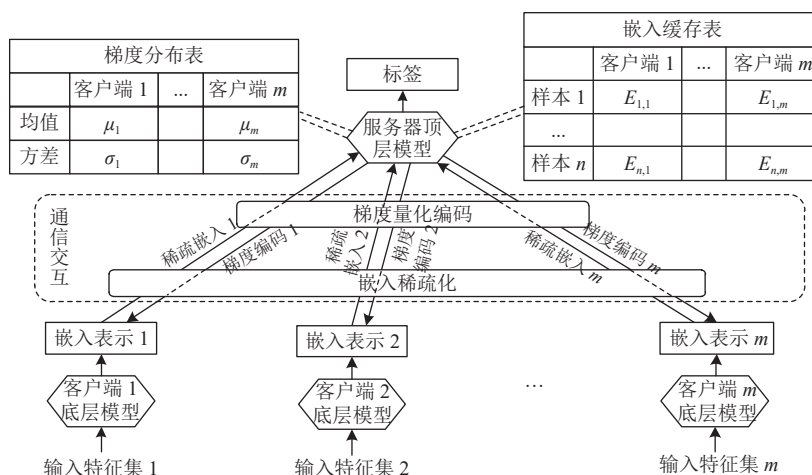 梯度分布表
客户端 1 ... 客户端 m
均值 μ1 μm
方差 σ1 σm
标签
服务器顶
层模型
嵌入缓存表
客户端 1 ... 客户端 m
样本 1 E1,1 E1,m
...
样本 n En,1 En,m
通信交互
梯度量化编码
稀疏嵌入 1
梯度编码 1
稀疏
嵌入 2
梯度
编码 2
稀疏嵌入 m
梯度编码 m
嵌入稀疏化
嵌入表示 1
嵌入表示 2
嵌入表示 m
客户端 1
底层模型
客户端 2
底层模型
...
客户端 m
底层模型
输入特征集 1
输入特征集 2
输入特征集 m